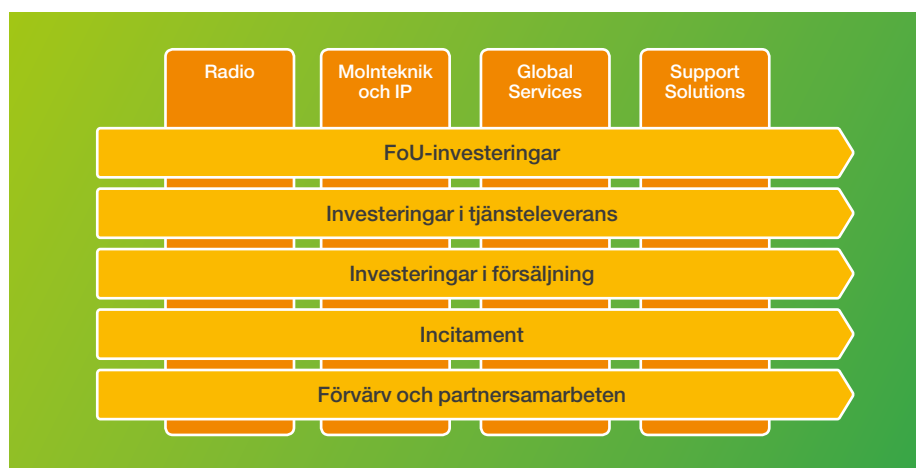 Radio
Molnteknik
och IP
Global
Services
Support
Solutions
FoU-investeringar
Investeringar i tjänsteleverans
Investeringar i försäljning
Incitament
Förvärv och partnersamarbeten